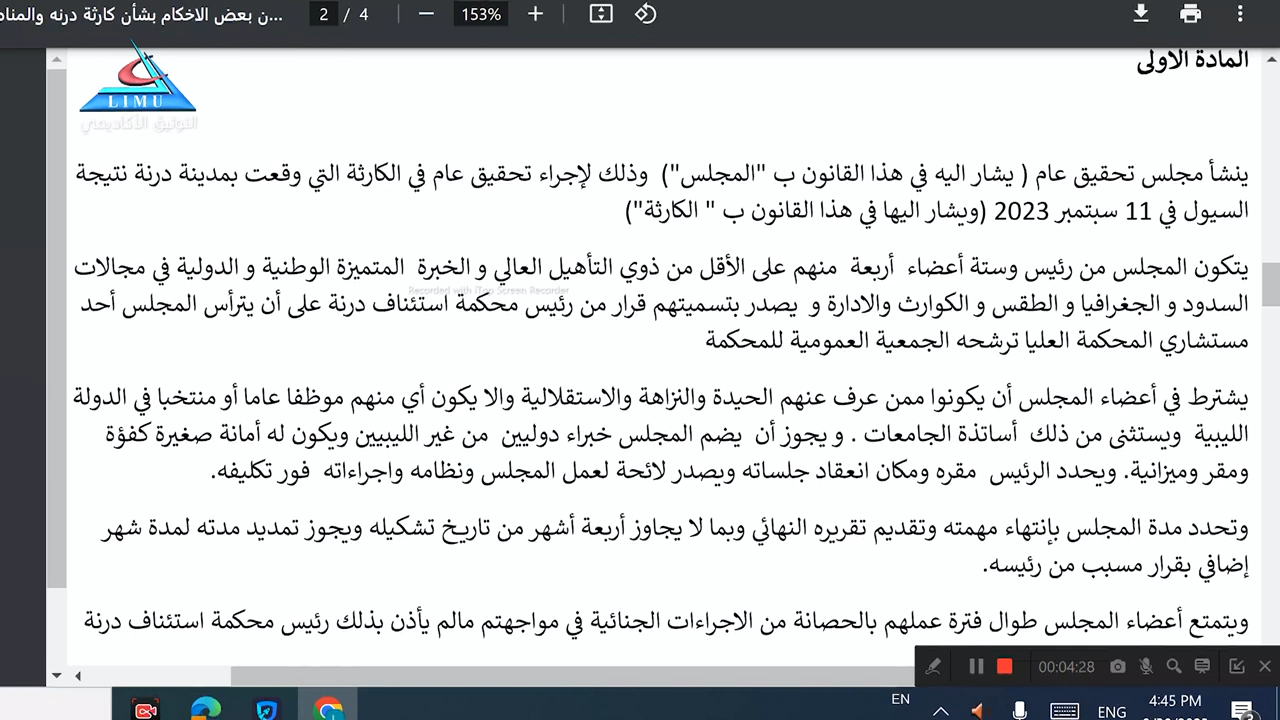 ن بعض الاخكام بشأن كارثة درنه والمناط...
2 / 4
153%
المادة الاولى
LIMU
التوثيق الأكاديمي
ينشأ مجلس تحقيق عام ( يشار اليه في هذا القانون ب "المجلس") وذلك لإجراء تحقيق عام في الكارثة التي وقعت بمدينة درنة نتيجة
السيول في 11 سبتمبر 2023 (ويشار اليها في هذا القانون ب " الكارثة")
يتكون المجلس من رئيس وستة أعضاء أربعة منهم على الأقل من ذوي التأهيل العالي و الخبرة المتميزة الوطنية و الدولية في مجالات
Recorded with iTop Screen Recorder
السدود و الجغرافيا و الطقس و الكوارث والادارة و يصدر بتسميتهم قرار من رئيس محكمة استئناف درنة على أن يترأس المجلس أحد
مستشاري المحكمة العليا ترشحه الجمعية العمومية للمحكمة
يشترط في أعضاء المجلس أن يكونوا ممن عرف عنهم الحيدة والنزاهة والاستقلالية والا يكون أي منهم موظفا عاما أو منتخبا في الدولة
الليبية ويستثنى من ذلك أساتذة الجامعات . و يجوز أن يضم المجلس خبراء دوليين من غير الليبيين ويكون له أمانة صغيرة كفؤة
ومقر وميزانية. ويحدد الرئيس مقره ومكان انعقاد جلساته ويصدر لائحة لعمل المجلس ونظامه واجراءاته فور تكليفه.
وتحدد مدة المجلس بإنتهاء مهمته وتقديم تقريره النهائي وبما لا يجاوز أربعة أشهر من تاريخ تشكيله ويجوز تمديد مدته لمدة شهر
إضافي بقرار مسبب من رئيسه.
ويتمتع أعضاء المجلس طوال فترة عملهم بالحصانة من الاجراءات الجنائية في مواجهتم مالم يأذن بذلك رئيس محكمة استئناف درنة
00:04:28
EN
ENG
4:45 PM